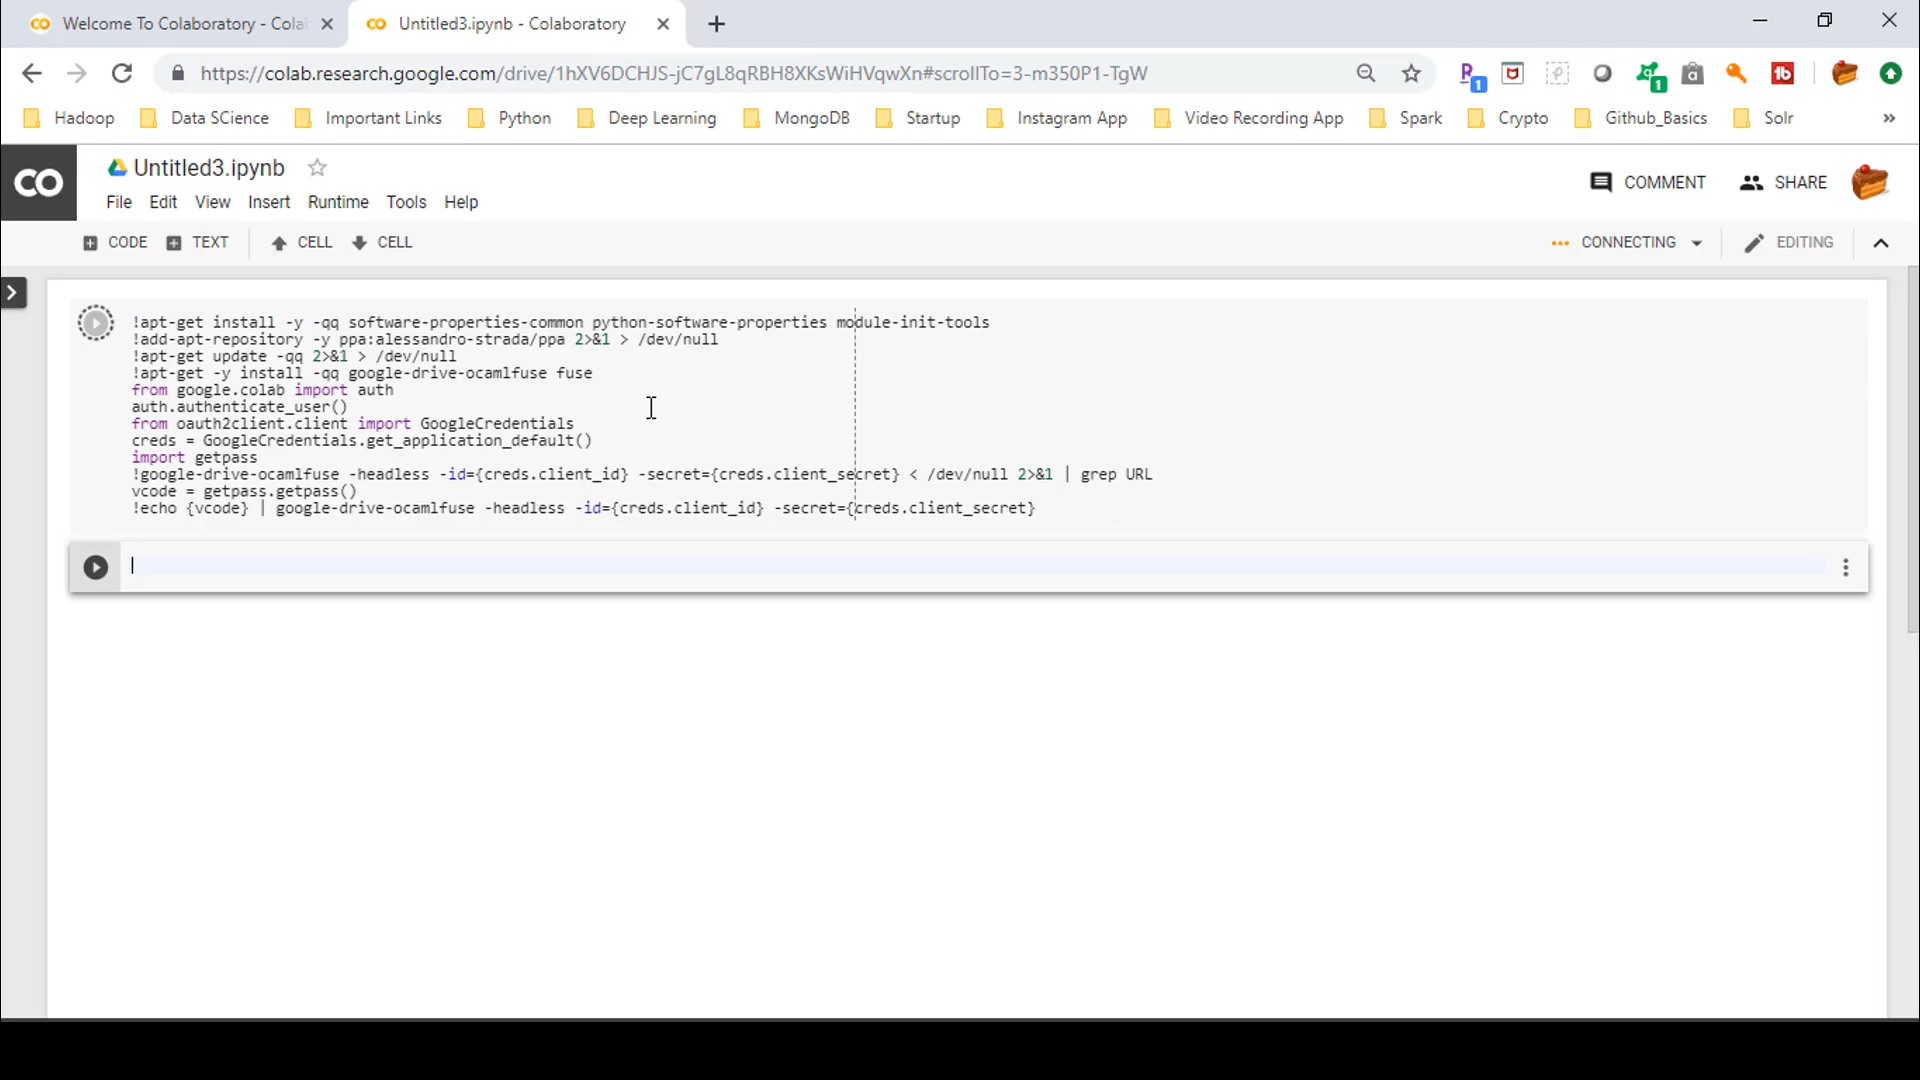 Welcome To Colaboratory - Cola
Untitled3.ipynb - Colaboratory
https://colab.research.google.com/drive/1hXV6DCHJS-jC7gL8qRBH8XKsWiHVqwXn#scrollTo=3-m350P1-TgW
1
1
a
tb
Hadoop
Data SCience
Important Links
Python
Deep Learning
MongoDB
Startup
Instagram App
Video Recording App
Spark
Crypto
Github_Basics
Solr
»
CO
Untitled3.ipynb
COMMENT
SHARE
File Edit View Insert Runtime Tools Help
CODE TEXT CELL CELL
CONNECTING
EDITING
!apt-get install -y -qq software-properties-common python-software-properties module-init-tools
!add-apt-repository -y ppa:alessandro-strada/ppa 2>&1 > /dev/null
!apt-get update -qq 2>&1 > /dev/null
!apt-get -y install -qq google-drive-ocamlfuse fuse
from google.colab import auth
auth.authenticate_user()
from oauth2client.client import GoogleCredentials
creds = GoogleCredentials.get_application_default()
import getpass
!google-drive-ocamlfuse -headless -id={creds.client_id} -secret={creds.client_secret} < /dev/null 2>&1 | grep URL
vcode = getpass.getpass()
!echo {vcode} | google-drive-ocamlfuse -headless -id={creds.client_id} -secret={creds.client_secret}